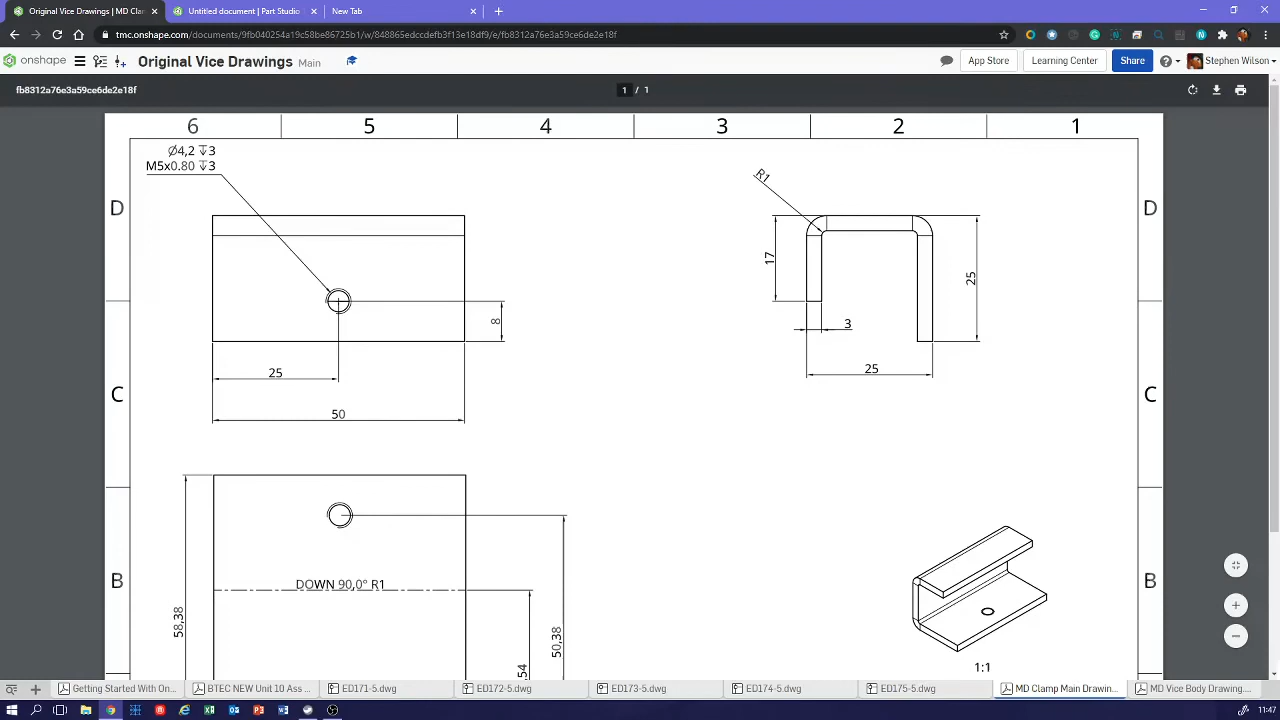 Original Vice Drawings | MD Clam
Untitled document | Part Studio
New Tab
tmc.onshape.com/documents/9fb040254a19c58be86725b1/w/848865edccdefb3f13e18df9/e/fb8312a76e3a59ce6de2e18f
onshape
Original Vice Drawings Main
App Store
Learning Center
Share
Stephen Wilson
fb8312a76e3a59ce6de2e18f
1 / 1
6 5 4 3 2 1
Ø4,2 ↧3
M5x0.80 ↧3
R1
D D
17
25
8
3
25
25
50
C C
DOWN 90,0° R1
B B
58,38
50,38
,54
1:1
Getting Started With On...
BTEC NEW Unit 10 Ass ...
ED171-5.dwg
ED172-5.dwg
ED173-5.dwg
ED174-5.dwg
ED175-5.dwg
MD Clamp Main Drawin...
MD Vice Body Drawing....
11:47